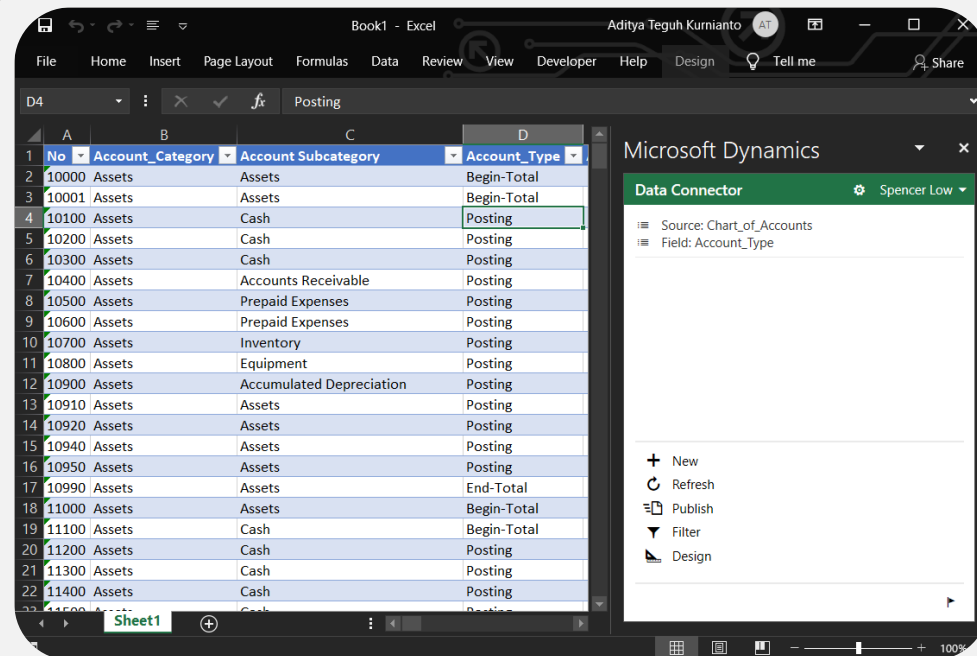 Book1 - Excel
Aditya Teguh Kurnianto
AT
File Home Insert Page Layout Formulas Data Review View Developer Help Design Tell me Share
D4
fx
Posting
A B C D
1 No Account_Category Account Subcategory Account_Type
2 10000 Assets Assets Begin-Total
3 10001 Assets Assets Begin-Total
4 10100 Assets Cash Posting
5 10200 Assets Cash Posting
6 10300 Assets Cash Posting
7 10400 Assets Accounts Receivable Posting
8 10500 Assets Prepaid Expenses Posting
9 10600 Assets Prepaid Expenses Posting
10 10700 Assets Inventory Posting
11 10800 Assets Equipment Posting
12 10900 Assets Accumulated Depreciation Posting
13 10910 Assets Assets Posting
14 10920 Assets Assets Posting
15 10940 Assets Assets Posting
16 10950 Assets Assets Posting
17 10990 Assets Assets End-Total
18 11000 Assets Assets Begin-Total
19 11100 Assets Cash Begin-Total
20 11200 Assets Cash Posting
21 11300 Assets Cash Posting
22 11400 Assets Cash Posting
Sheet1
Microsoft Dynamics
Data Connector
Spencer Low
Source: Chart_of_Accounts
Field: Account_Type
New
Refresh
Publish
Filter
Design
100%